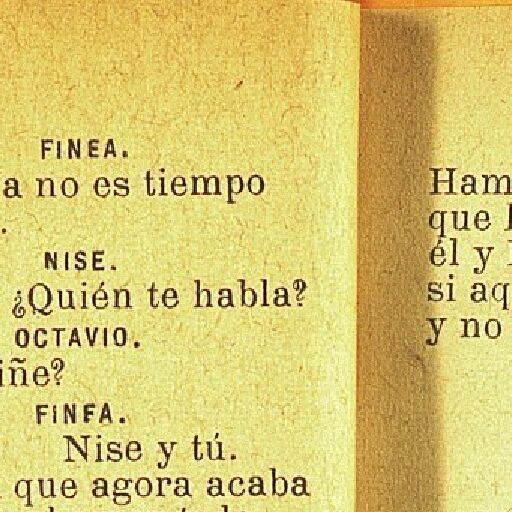 FINEA.
a no es tiempo
.
NISE.
¿Quién te habla?
OCTAVIO.
iñe?
FINEA.
Nise y tú.
que agora acaba
Ham
que
él y
si aq
y no